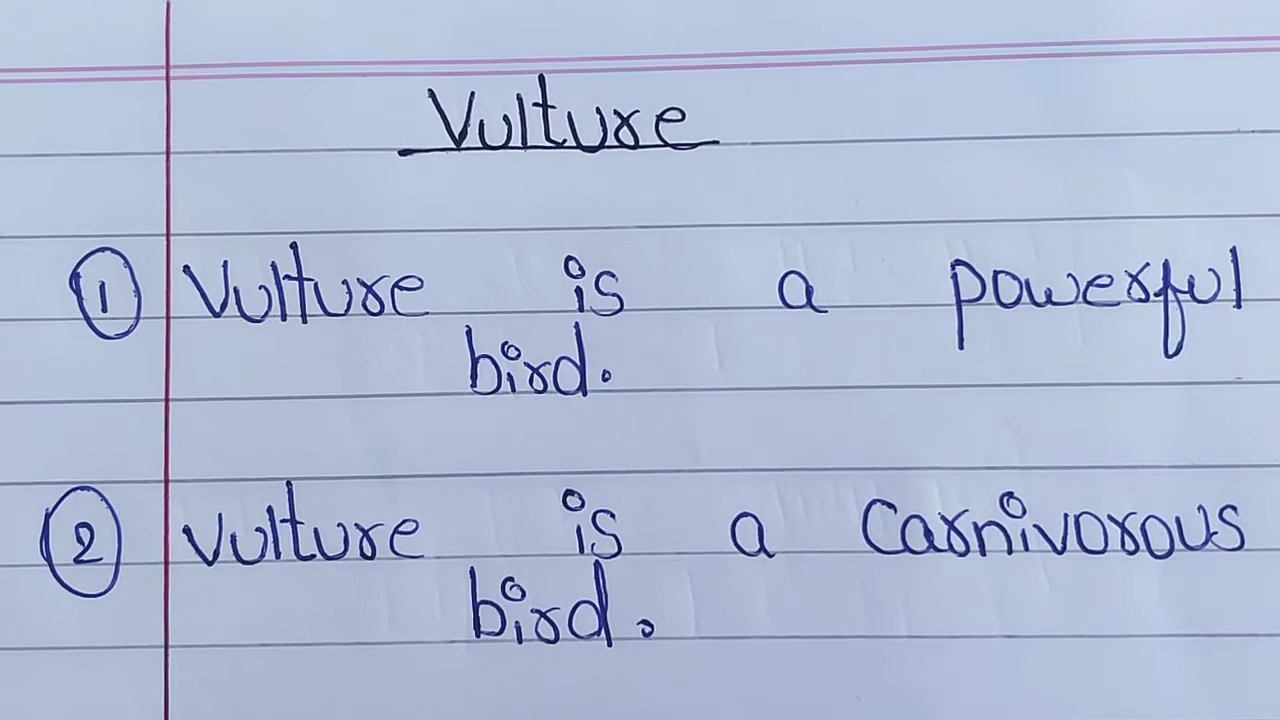 Vulture
① Vulture is a powerful
bird.
② Vulture is a Carnivorous
bird.